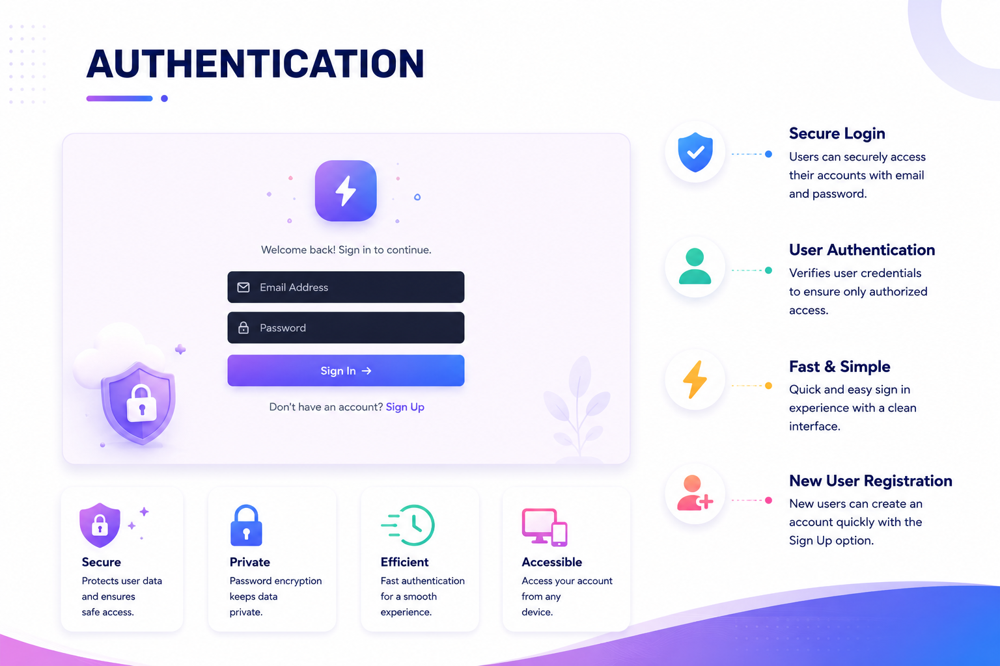 AUTHENTICATION
Welcome back! Sign in to continue.
Email Address
Password
Sign In →
Don't have an account? Sign Up
Secure Login
Users can securely access
their accounts with email
and password.
User Authentication
Verifies user credentials
to ensure only authorized
access.
Fast & Simple
Quick and easy sign in
experience with a clean
interface.
New User Registration
New users can create an
account quickly with the
Sign Up option.
Secure
Protects user data
and ensures
safe access.
Private
Password encryption
keeps data
private.
Efficient
Fast authentication
for a smooth
experience.
Accessible
Access your account
from any
device.